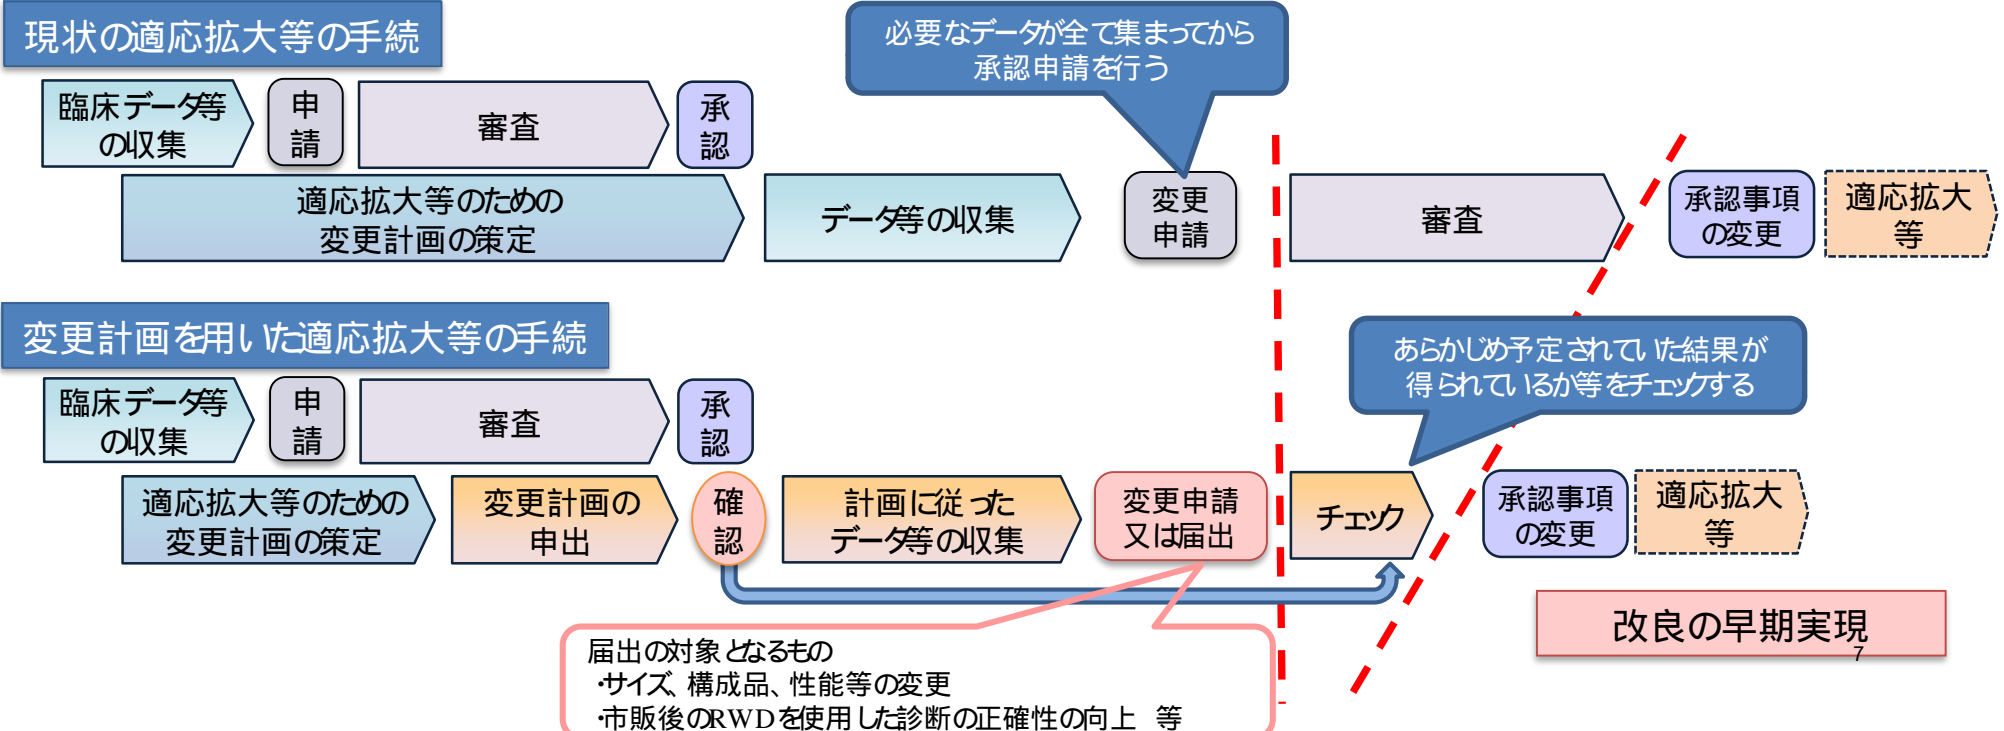 現状の適応拡大等の手続
必要なデータが全て集まってから
承認申請を行う
臨床データ等
の収集
申
請
審査
承
認
適応拡大等のための
変更計画の策定
データ等の収集
変更
申請
審査
承認事項
の変更
適応拡大
等
変更計画を用いた適応拡大等の手続
あらかじめ予定されていた結果が
得られているか等をチェックする
臨床データ等
の収集
申
請
審査
承
認
適応拡大等のための
変更計画の策定
変更計画の
申出
確
認
計画に従った
データ等の収集
変更申請
又は届出
チェック
承認事項
の変更
適応拡大
等
届出の対象となるもの
・サイズ、構成品、性能等の変更
・市販後のRWDを使用した診断の正確性の向上 等
改良の早期実現
7